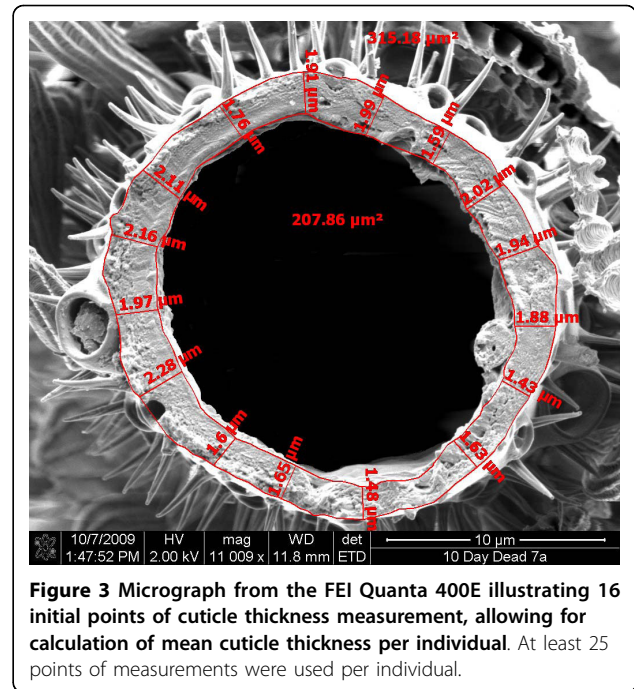 315.18 µm²
1.91 µm
1.99 µm
1.76 µm
1.69 µm
2.11 µm
2.02 µm
207.86 µm²
2.16 µm
1.94 µm
1.97 µm
1.88 µm
2.28 µm
1.43 µm
1.6 µm
1.63 µm
1.65 µm
1.48 µm
10/7/2009 HV mag WD det 10 µm
1:47:52 PM 2.00 kV 11 009 x 11.8 mm ETD 10 Day Dead 7a
Figure 3 Micrograph from the FEI Quanta 400E illustrating 16
initial points of cuticle thickness measurement, allowing for
calculation of mean cuticle thickness per individual. At least 25
points of measurements were used per individual.